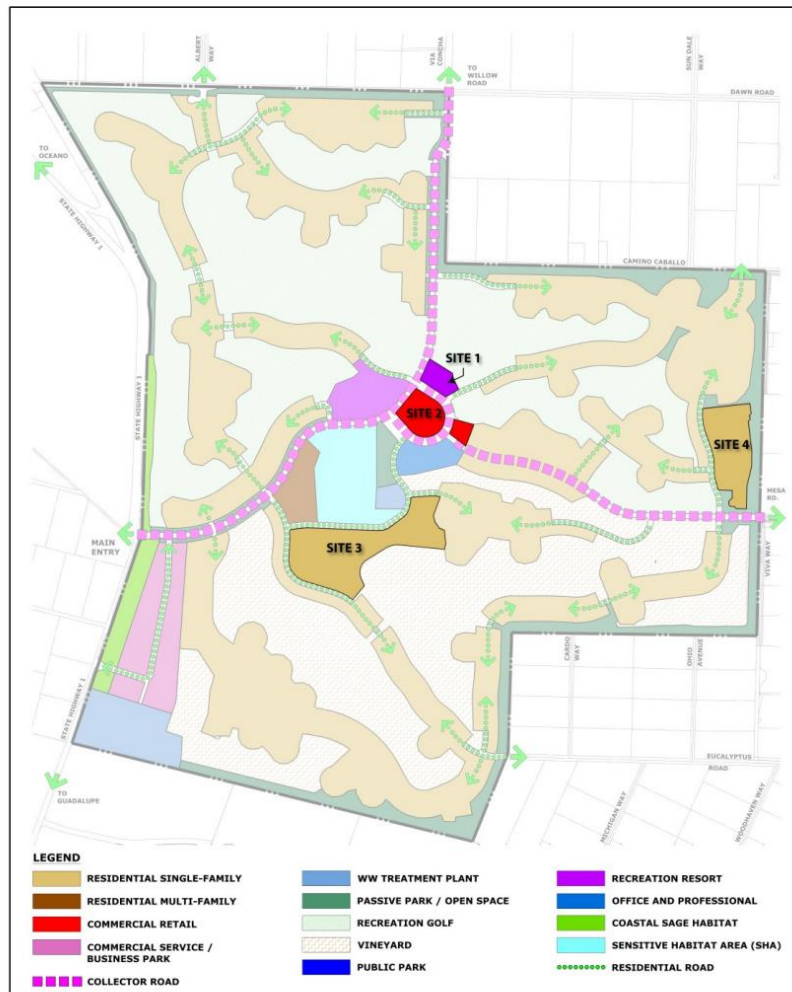 ALBERT
WAY
VIA
CONCHA
TO
WILLOW
ROAD
SUN DALE
WAY
DAWN ROAD
TO
OCEANO
STATE HIGHWAY 1
CAMINO CABALLO
SITE 1
STATE HIGHWAY 1
SITE 2
SITE 4
MESA
RD.
MAIN
ENTRY
SITE 3
VIVA WAY
CARDO
WAY
OHIO
AVENUE
STATE HIGHWAY 1
EUCALYPTUS
ROAD
TO
GUADALUPE
MICHIGAN WAY
WOODHAVEN WAY
LEGEND
RESIDENTIAL SINGLE-FAMILY
RESIDENTIAL MULTI-FAMILY
COMMERCIAL RETAIL
COMMERCIAL SERVICE /
BUSINESS PARK
COLLECTOR ROAD
WW TREATMENT PLANT
PASSIVE PARK / OPEN SPACE
RECREATION GOLF
VINEYARD
PUBLIC PARK
RECREATION RESORT
OFFICE AND PROFESSIONAL
COASTAL SAGE HABITAT
SENSITIVE HABITAT AREA (SHA)
RESIDENTIAL ROAD